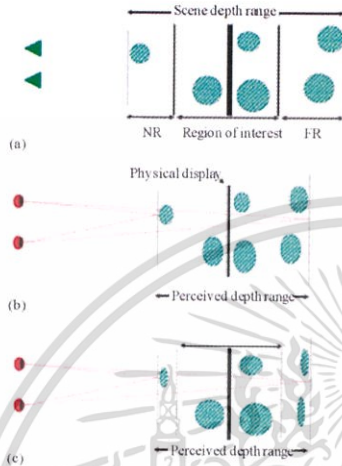 Scene depth range
NR Region of interest FR
(a)
Physical display
Perceived depth range
(b)
Perceived depth range
(c)